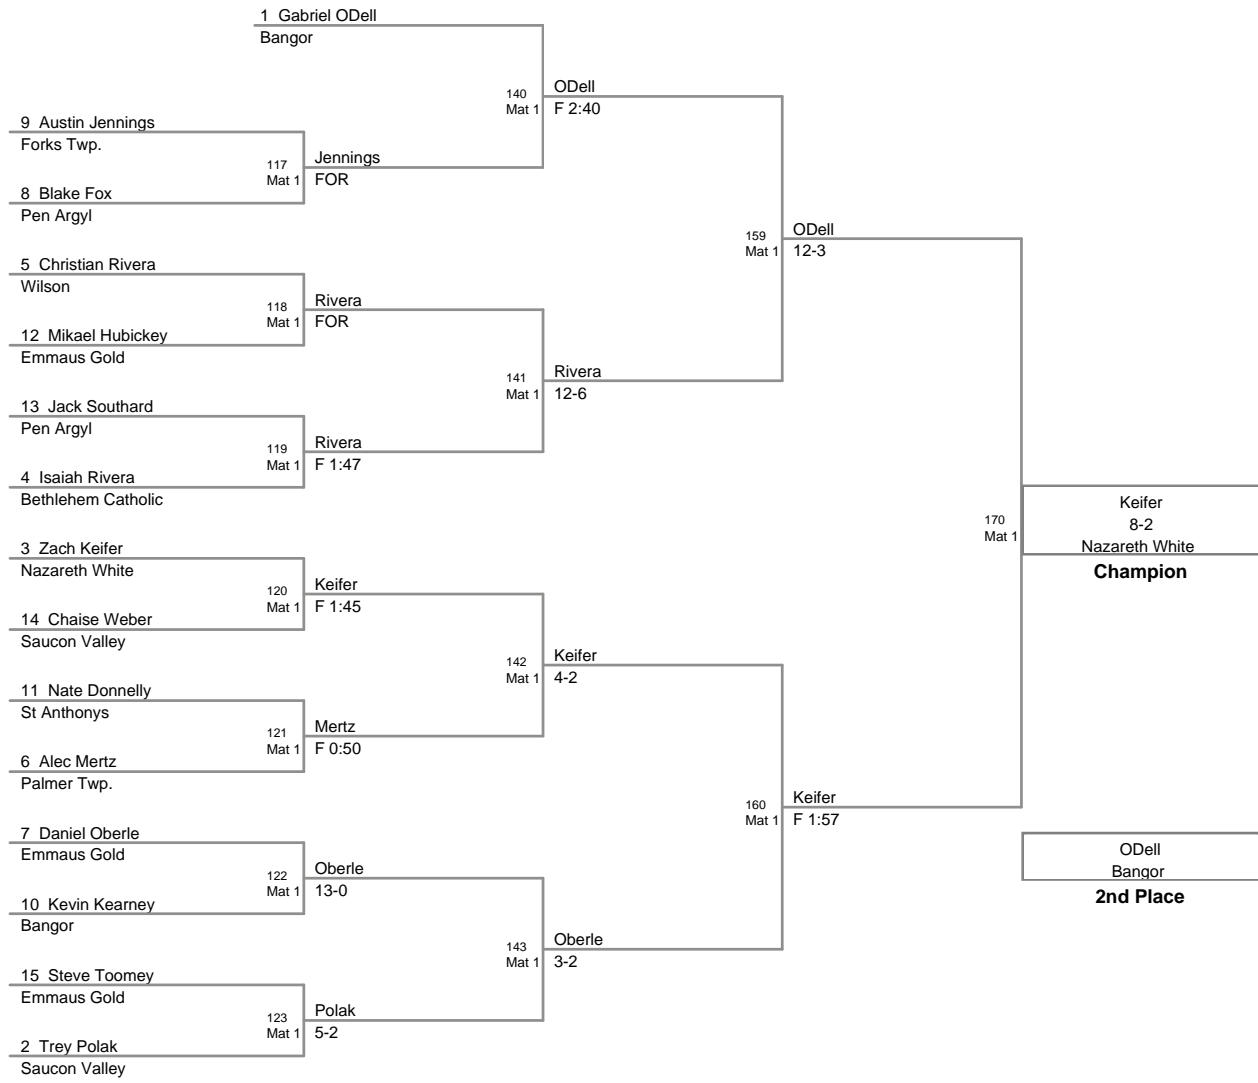 1 Gabriel ODell
Bangor
140
Mat 1
ODell
F 2:40
9 Austin Jennings
Forks Twp.
117
Mat 1
Jennings
FOR
8 Blake Fox
Pen Argyl
159
Mat 1
ODell
12-3
5 Christian Rivera
Wilson
118
Mat 1
Rivera
FOR
12 Mikael Hubickey
Emmaus Gold
141
Mat 1
Rivera
12-6
13 Jack Southard
Pen Argyl
119
Mat 1
Rivera
F 1:47
4 Isaiah Rivera
Bethlehem Catholic
170
Mat 1
Keifer
8-2
Nazareth White
Champion
3 Zach Keifer
Nazareth White
120
Mat 1
Keifer
F 1:45
14 Chaise Weber
Saucon Valley
142
Mat 1
Keifer
4-2
11 Nate Donnelly
St Anthonys
121
Mat 1
Mertz
F 0:50
6 Alec Mertz
Palmer Twp.
160
Mat 1
Keifer
F 1:57
7 Daniel Oberle
Emmaus Gold
122
Mat 1
Oberle
13-0
10 Kevin Kearney
Bangor
ODell
Bangor
2nd Place
143
Mat 1
Oberle
3-2
15 Steve Toomey
Emmaus Gold
123
Mat 1
Polak
5-2
2 Trey Polak
Saucon Valley